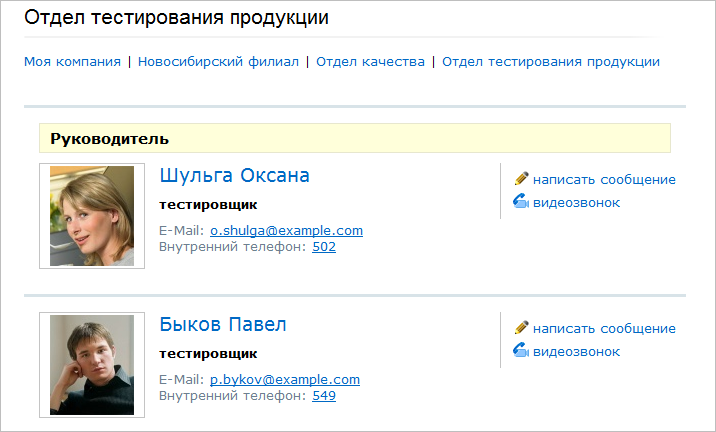 Отдел тестирования продукции
Моя компания | Новосибирский филиал | Отдел качества | Отдел тестирования продукции
Руководитель
Шульга Оксана
тестировщик
E-Mail: o.shulga@example.com
Внутренний телефон: 502
написать сообщение
видеозвонок
Быков Павел
тестировщик
E-Mail: p.bykov@example.com
Внутренний телефон: 549
написать сообщение
видеозвонок